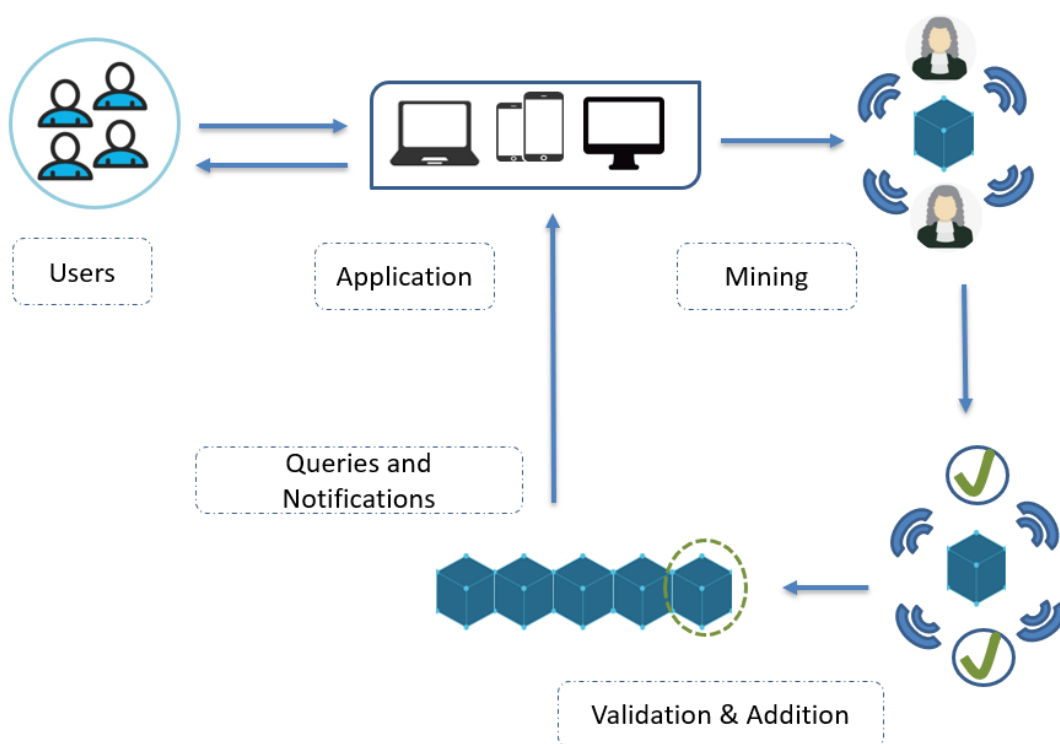 Users
Application
Mining
Queries and
Notifications
Validation & Addition